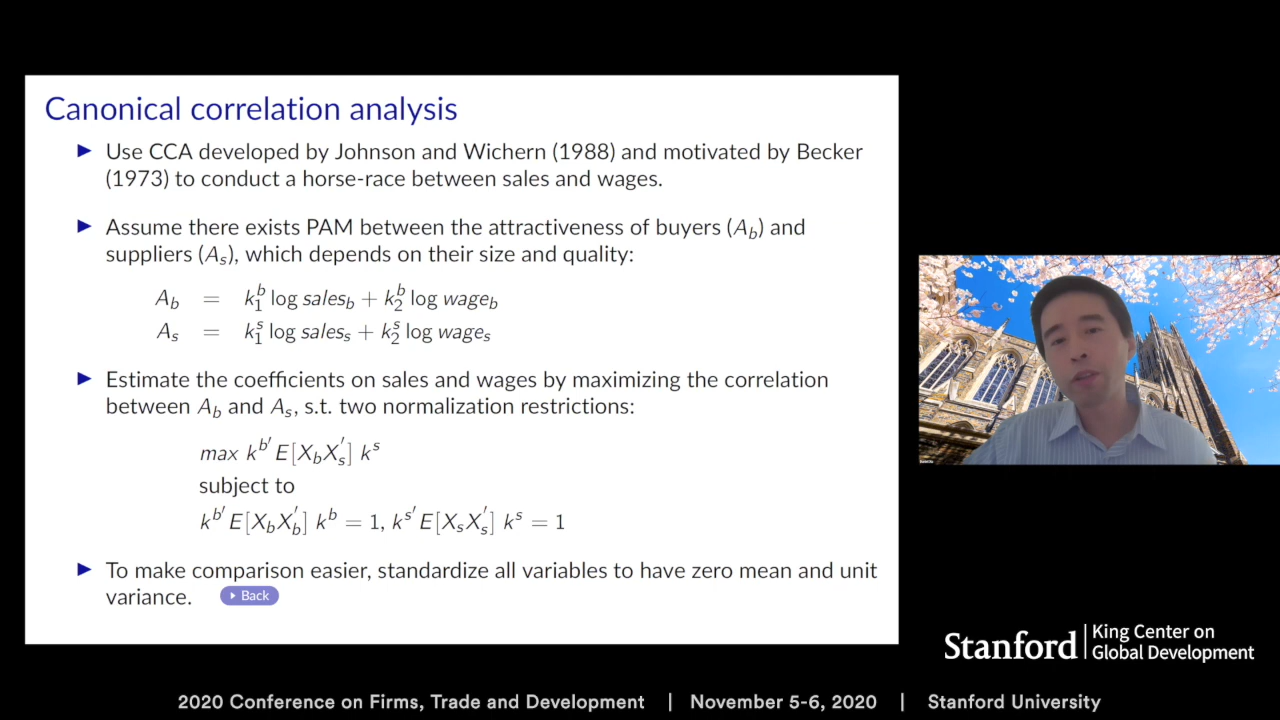 Canonical correlation analysis
▶ Use CCA developed by Johnson and Wichern (1988) and motivated by Becker
(1973) to conduct a horse-race between sales and wages.
▶ Assume there exists PAM between the attractiveness of buyers (A_b) and
suppliers (A_s), which depends on their size and quality:
A_b = k_1^b log sales_b + k_2^b log wage_b
A_s = k_1^s log sales_s + k_2^s log wage_s
▶ Estimate the coefficients on sales and wages by maximizing the correlation
between A_b and A_s, s.t. two normalization restrictions:
max k^{b'} E[X_b X_s'] k^s
subject to
k^{b'} E[X_b X_b'] k^b = 1, k^{s'} E[X_s X_s'] k^s = 1
▶ To make comparison easier, standardize all variables to have zero mean and unit
variance. ▶ Back
Stanford | King Center on
Global Development
2020 Conference on Firms, Trade and Development | November 5-6, 2020 | Stanford University